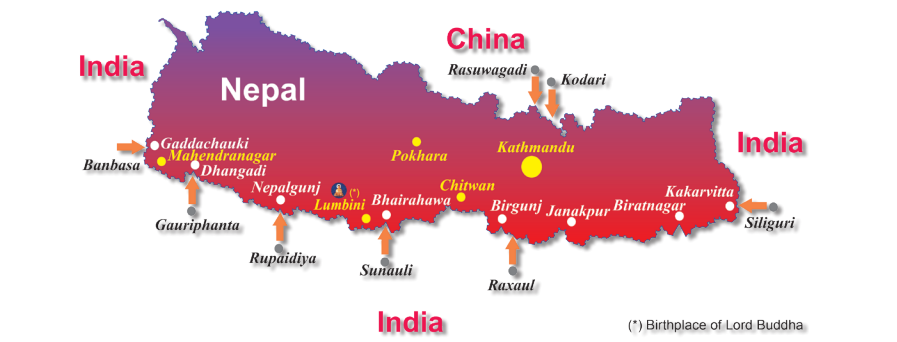 China
India
Rasuwagadi
Kodari
Nepal
India
Gaddachauki
Mahendranagar
Banbasa
Dhangadi
Pokhara
Kathmandu
Nepalgunj
(*)
Lumbini
Bhairahawa
Chitwan
Birgunj
Janakpur
Biratnagar
Kakarvitta
Gauriphanta
Siliguri
Rupaidiya
Sunauli
Raxaul
India
(*) Birthplace of Lord Buddha